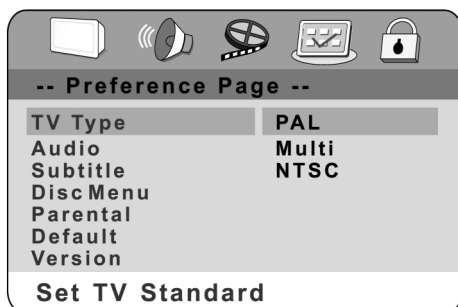 -- Preference Page --
TV Type PAL
Audio Multi
Subtitle NTSC
Disc Menu
Parental
Default
Version
Set TV Standard